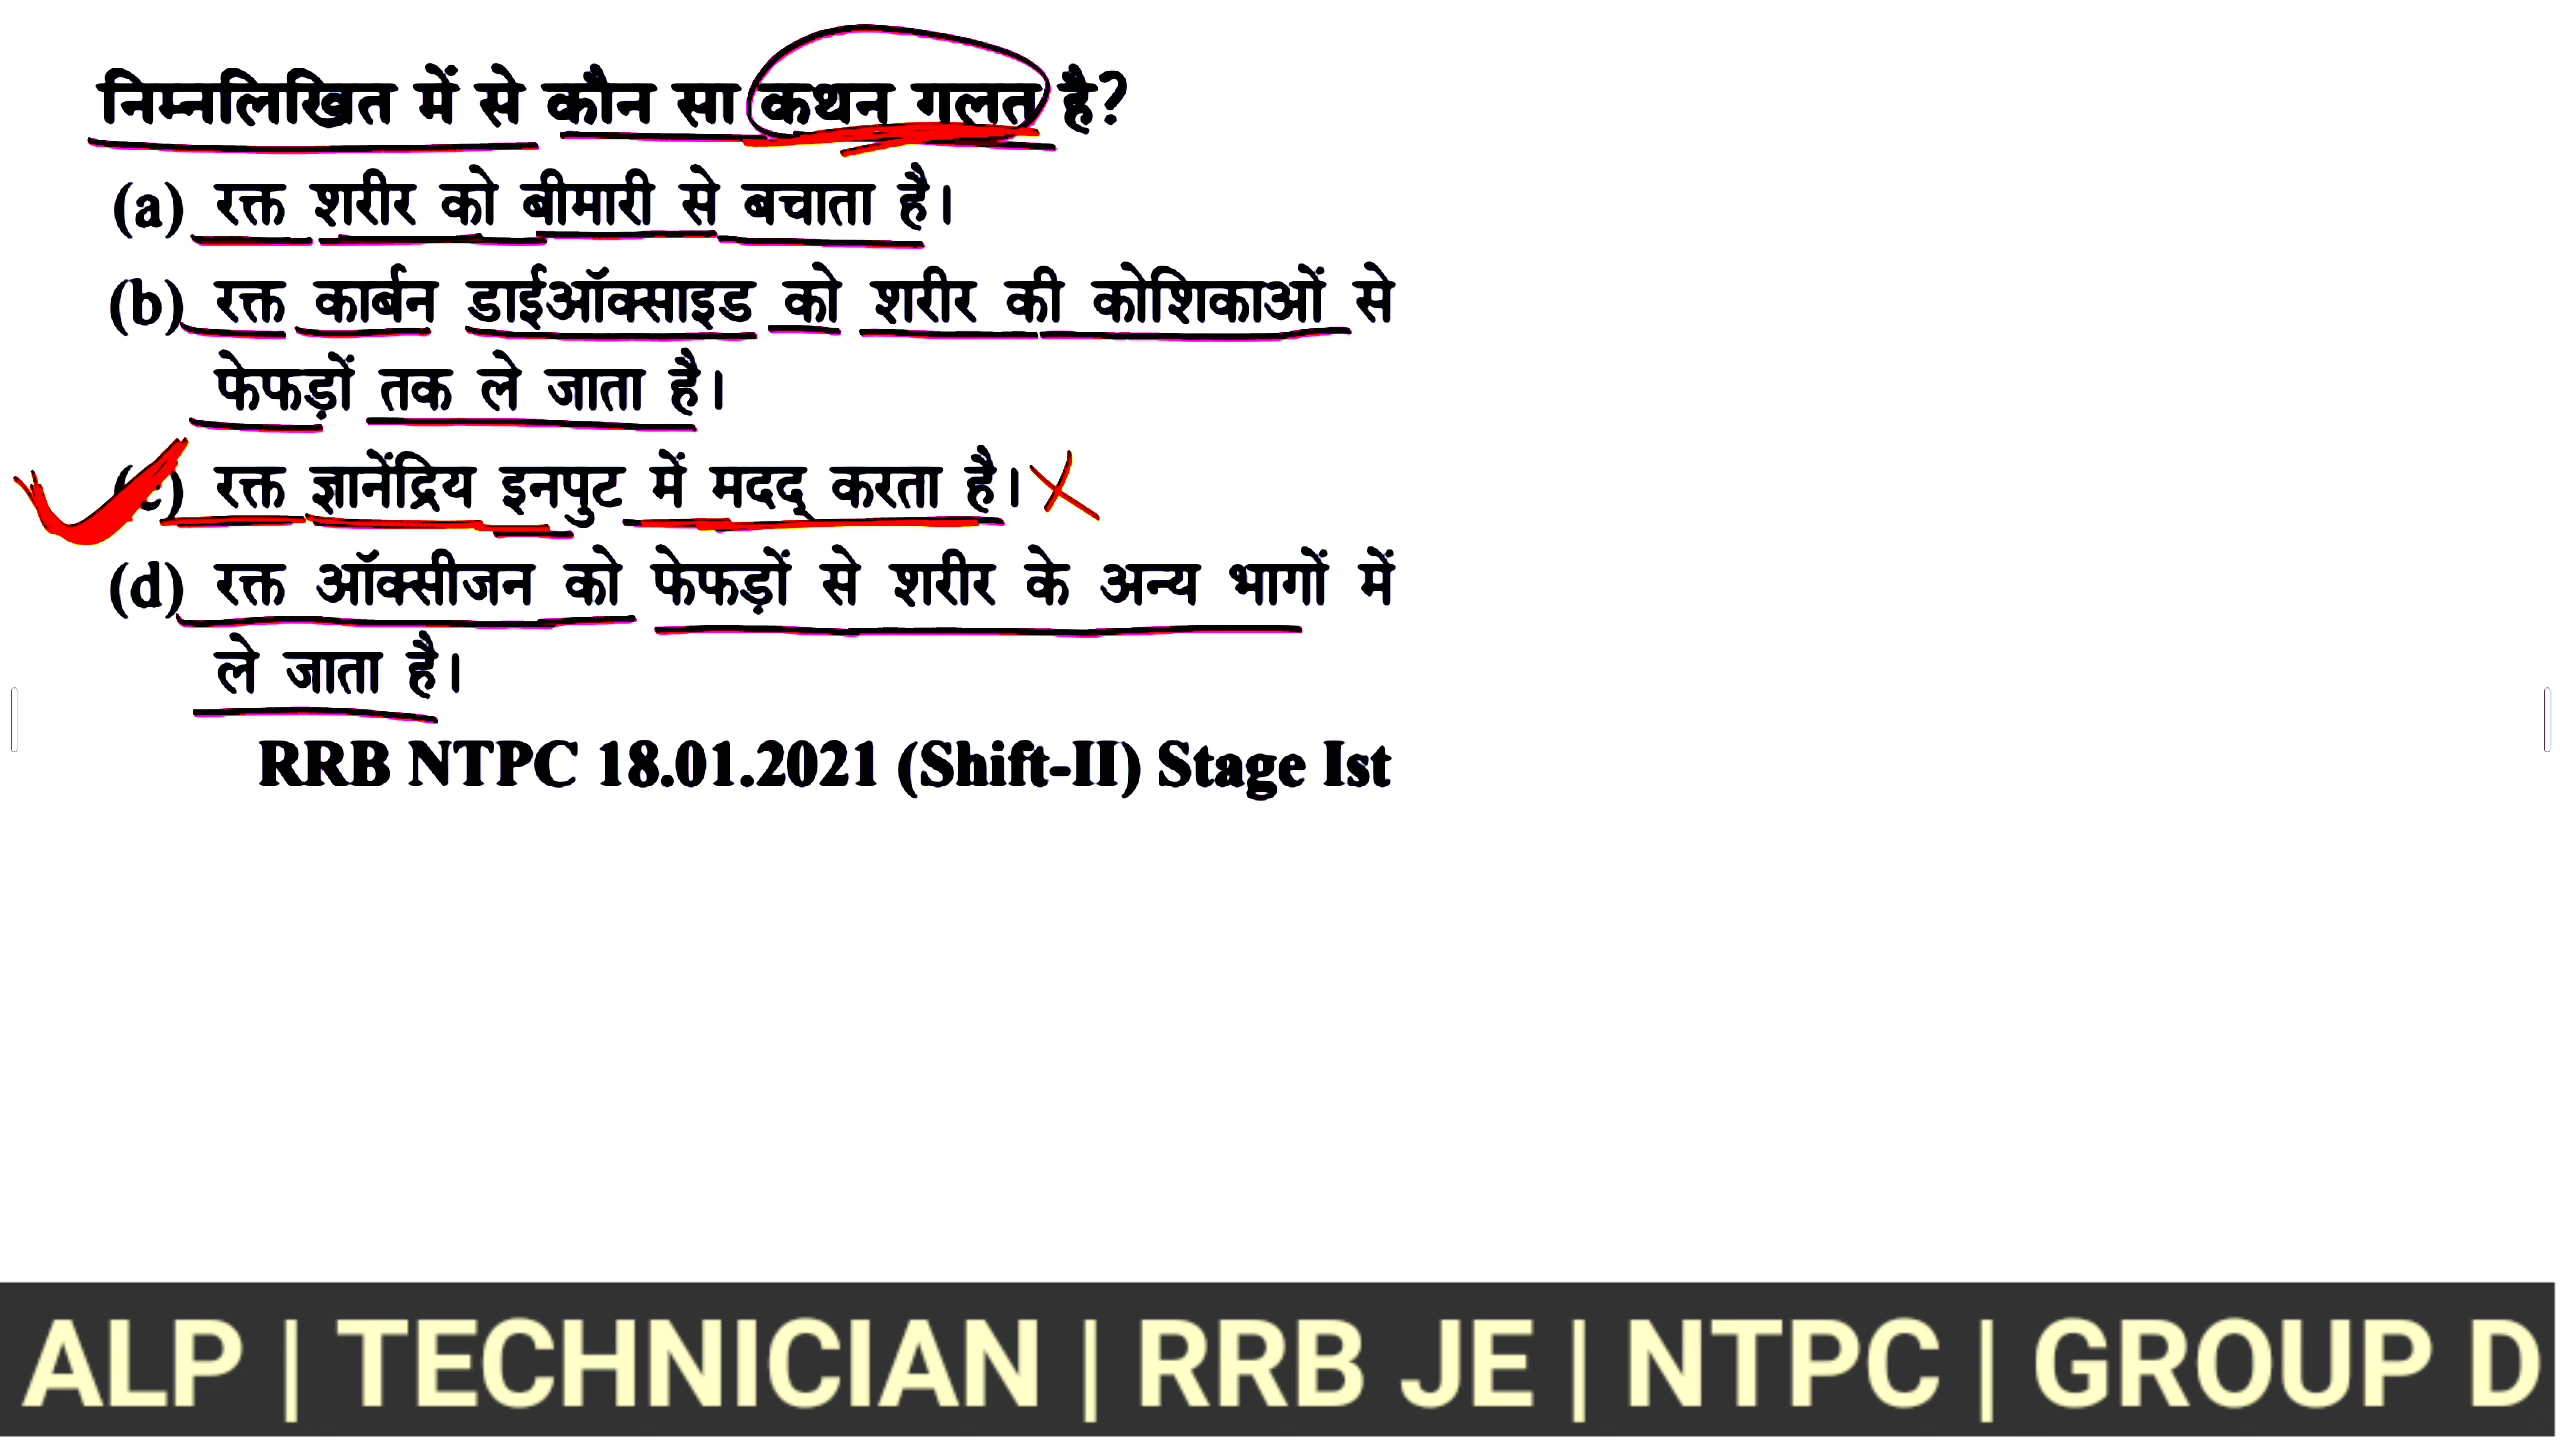 निम्नलिखित में से कौन सा कथन गलत है?
(a) रक्त शरीर को बीमारी से बचाता है।
(b) रक्त कार्बन डाईऑक्साइड को शरीर की कोशिकाओं से
फेफड़ों तक ले जाता है।
(c) रक्त ज्ञानेंद्रिय इनपुट में मदद् करता है।
(d) रक्त ऑक्सीजन को फेफड़ों से शरीर के अन्य भागों में
ले जाता है।
RRB NTPC 18.01.2021 (Shift-II) Stage Ist
ALP | TECHNICIAN | RRB JE | NTPC | GROUP D